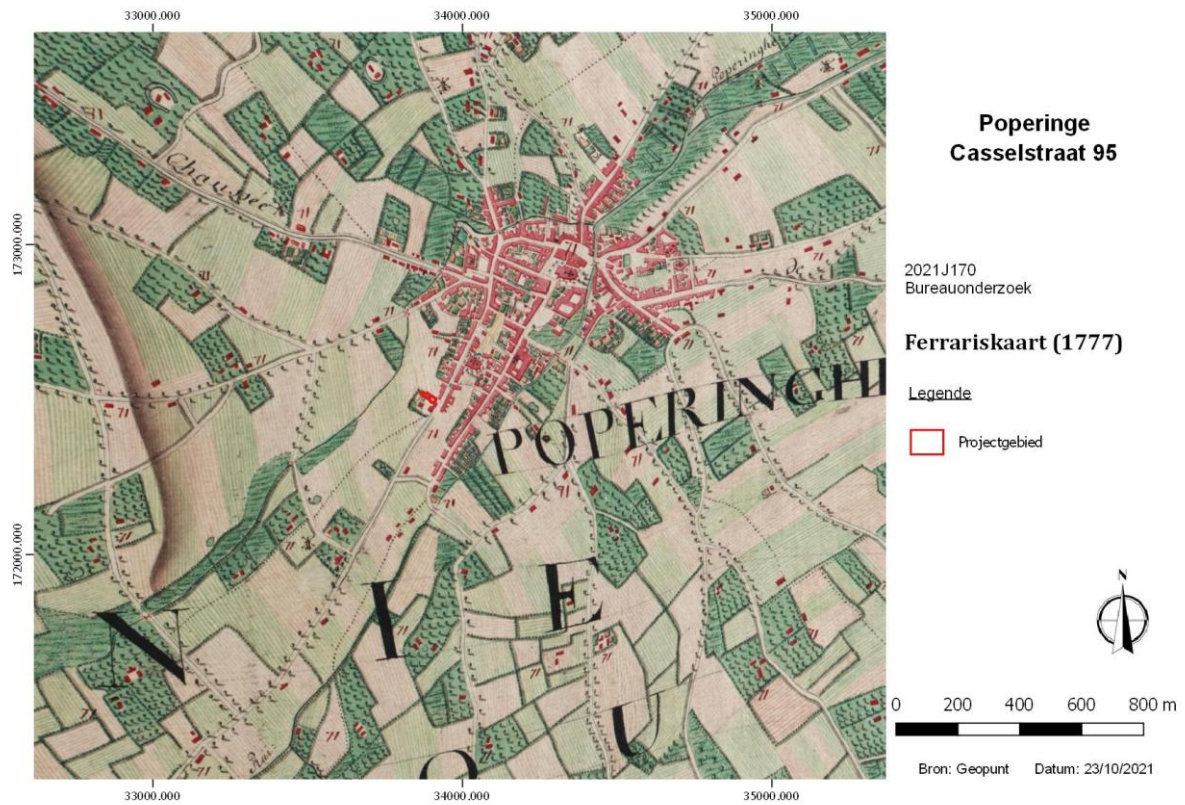 33000.000
34000.000
35000.000
173000.000
172000.000
Poperinghe
Chaussée
de
POPERINGHE
N I E
O U
33000.000
34000.000
35000.000
Poperinge
Casselstraat 95
2021J170
Bureauonderzoek
Ferrariskaart (1777)
Legende
Projectgebied
N
0 200 400 600 800 m
Bron: Geopunt Datum: 23/10/2021